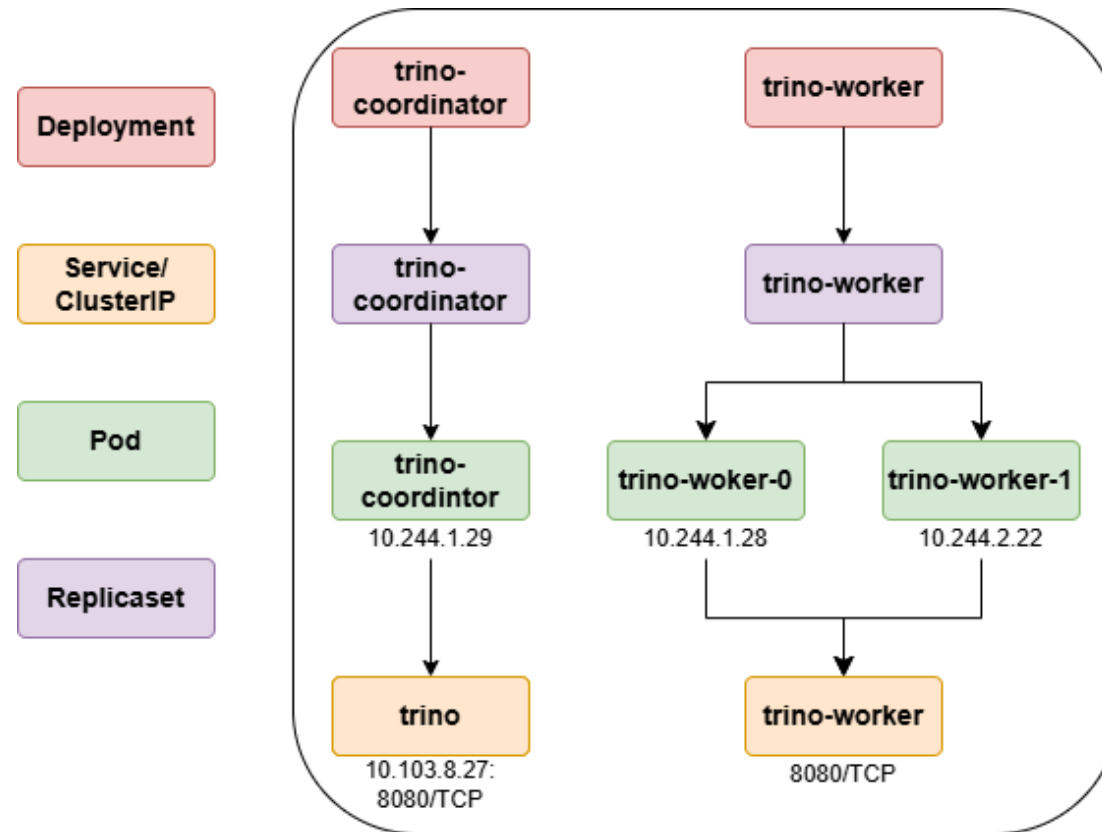 Deployment
Service/
ClusterIP
Pod
Replicaset
trino-
coordinator
trino-worker
trino-
coordinator
trino-worker
trino-
coordintor
10.244.1.29
trino-woker-0
10.244.1.28
trino-worker-1
10.244.2.22
trino
10.103.8.27:
8080/TCP
trino-worker
8080/TCP